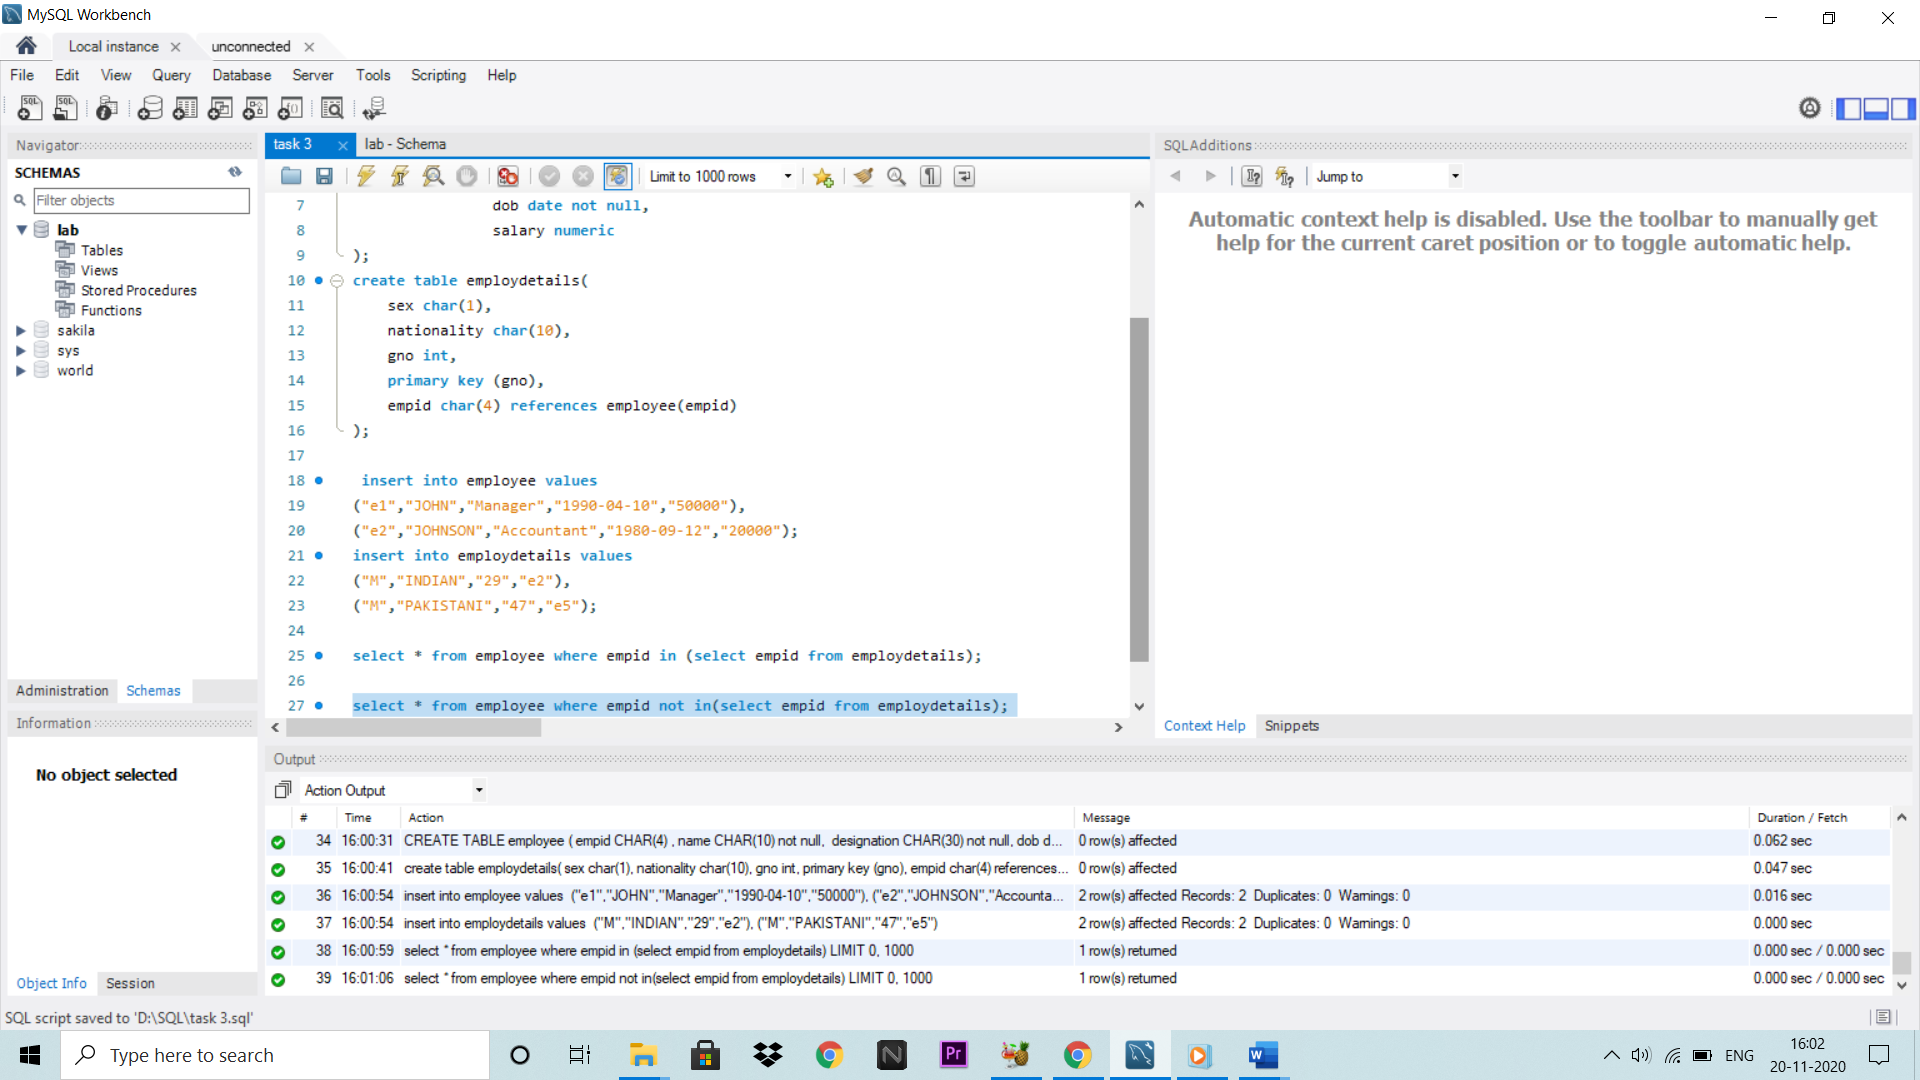 MySQL Workbench
Local instance
unconnected
File Edit View Query Database Server Tools Scripting Help
Navigator
SCHEMAS
Filter objects
lab
Tables
Views
Stored Procedures
Functions
sakila
sys
world
Administration Schemas
Information
No object selected
Object Info Session
task 3
lab - Schema
Limit to 1000 rows
7 dob date not null,
8 salary numeric
9 );
10 create table employdetails(
11 sex char(1),
12 nationality char(10),
13 gno int,
14 primary key (gno),
15 empid char(4) references employee(empid)
16 );
17
18 insert into employee values
19 ("e1","JOHN","Manager","1990-04-10","50000"),
20 ("e2","JOHNSON","Accountant","1980-09-12","20000");
21 insert into employdetails values
22 ("M","INDIAN","29","e2"),
23 ("M","PAKISTANI","47","e5");
24
25 select * from employee where empid in (select empid from employdetails);
26
27 select * from employee where empid not in(select empid from employdetails);
SQLAdditions
Jump to
Automatic context help is disabled. Use the toolbar to manually get
help for the current caret position or to toggle automatic help.
Context Help Snippets
Output
Action Output
# Time Action Message Duration / Fetch
34 16:00:31 CREATE TABLE employee ( empid CHAR(4) , name CHAR(10) not null, designation CHAR(30) not null, dob d... 0 row(s) affected 0.062 sec
35 16:00:41 create table employdetails( sex char(1), nationality char(10), gno int, primary key (gno), empid char(4) references... 0 row(s) affected 0.047 sec
36 16:00:54 insert into employee values ("e1","JOHN","Manager","1990-04-10","50000"), ("e2","JOHNSON","Accounta... 2 row(s) affected Records: 2 Duplicates: 0 Warnings: 0 0.016 sec
37 16:00:54 insert into employdetails values ("M","INDIAN","29","e2"), ("M","PAKISTANI","47","e5") 2 row(s) affected Records: 2 Duplicates: 0 Warnings: 0 0.000 sec
38 16:00:59 select * from employee where empid in (select empid from employdetails) LIMIT 0, 1000 1 row(s) returned 0.000 sec / 0.000 sec
39 16:01:06 select * from employee where empid not in(select empid from employdetails) LIMIT 0, 1000 1 row(s) returned 0.000 sec / 0.000 sec
SQL script saved to 'D:\SQL\task 3.sql'
Type here to search
ENG
16:02
20-11-2020